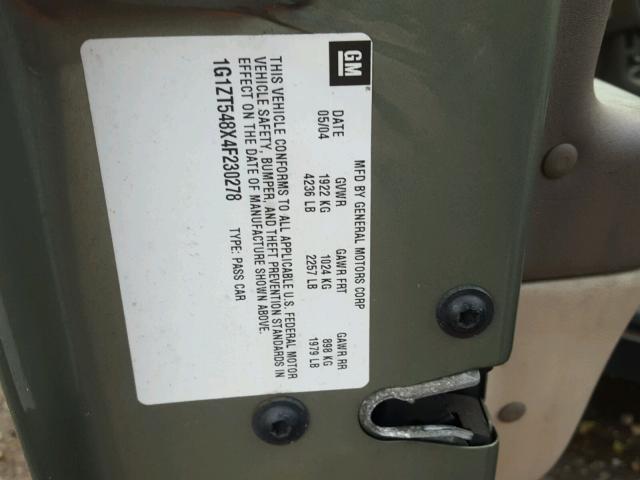 GM
MFD BY GENERAL MOTORS CORP
DATE GVWR GAWR FRT GAWR RR
05/04 1922 KG 1024 KG 898 KG
4236 LB 2257 LB 1979 LB
THIS VEHICLE CONFORMS TO ALL APPLICABLE U.S. FEDERAL MOTOR
VEHICLE SAFETY, BUMPER, AND THEFT PREVENTION STANDARDS IN
EFFECT ON THE DATE OF MANUFACTURE SHOWN ABOVE.
1G1ZT548X4F230278 TYPE: PASS CAR